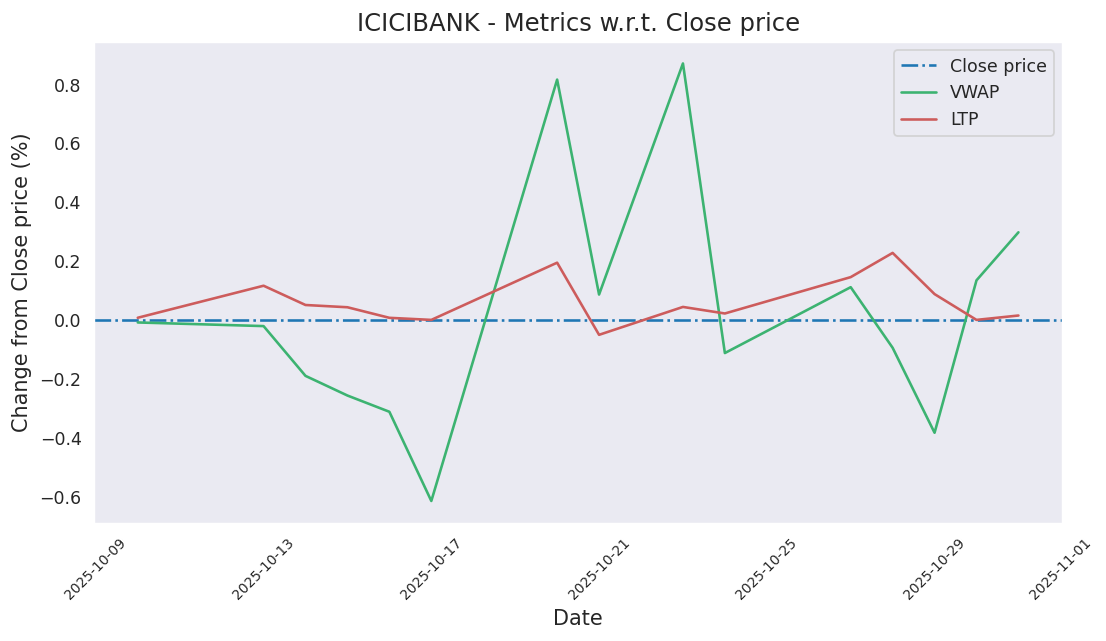 ICICIBANK - Metrics w.r.t. Close price
Close price
VWAP
LTP
Change from Close price (%)
0.8
0.6
0.4
0.2
0.0
−0.2
−0.4
−0.6
2025-10-09
2025-10-13
2025-10-17
2025-10-21
2025-10-25
2025-10-29
2025-11-01
Date